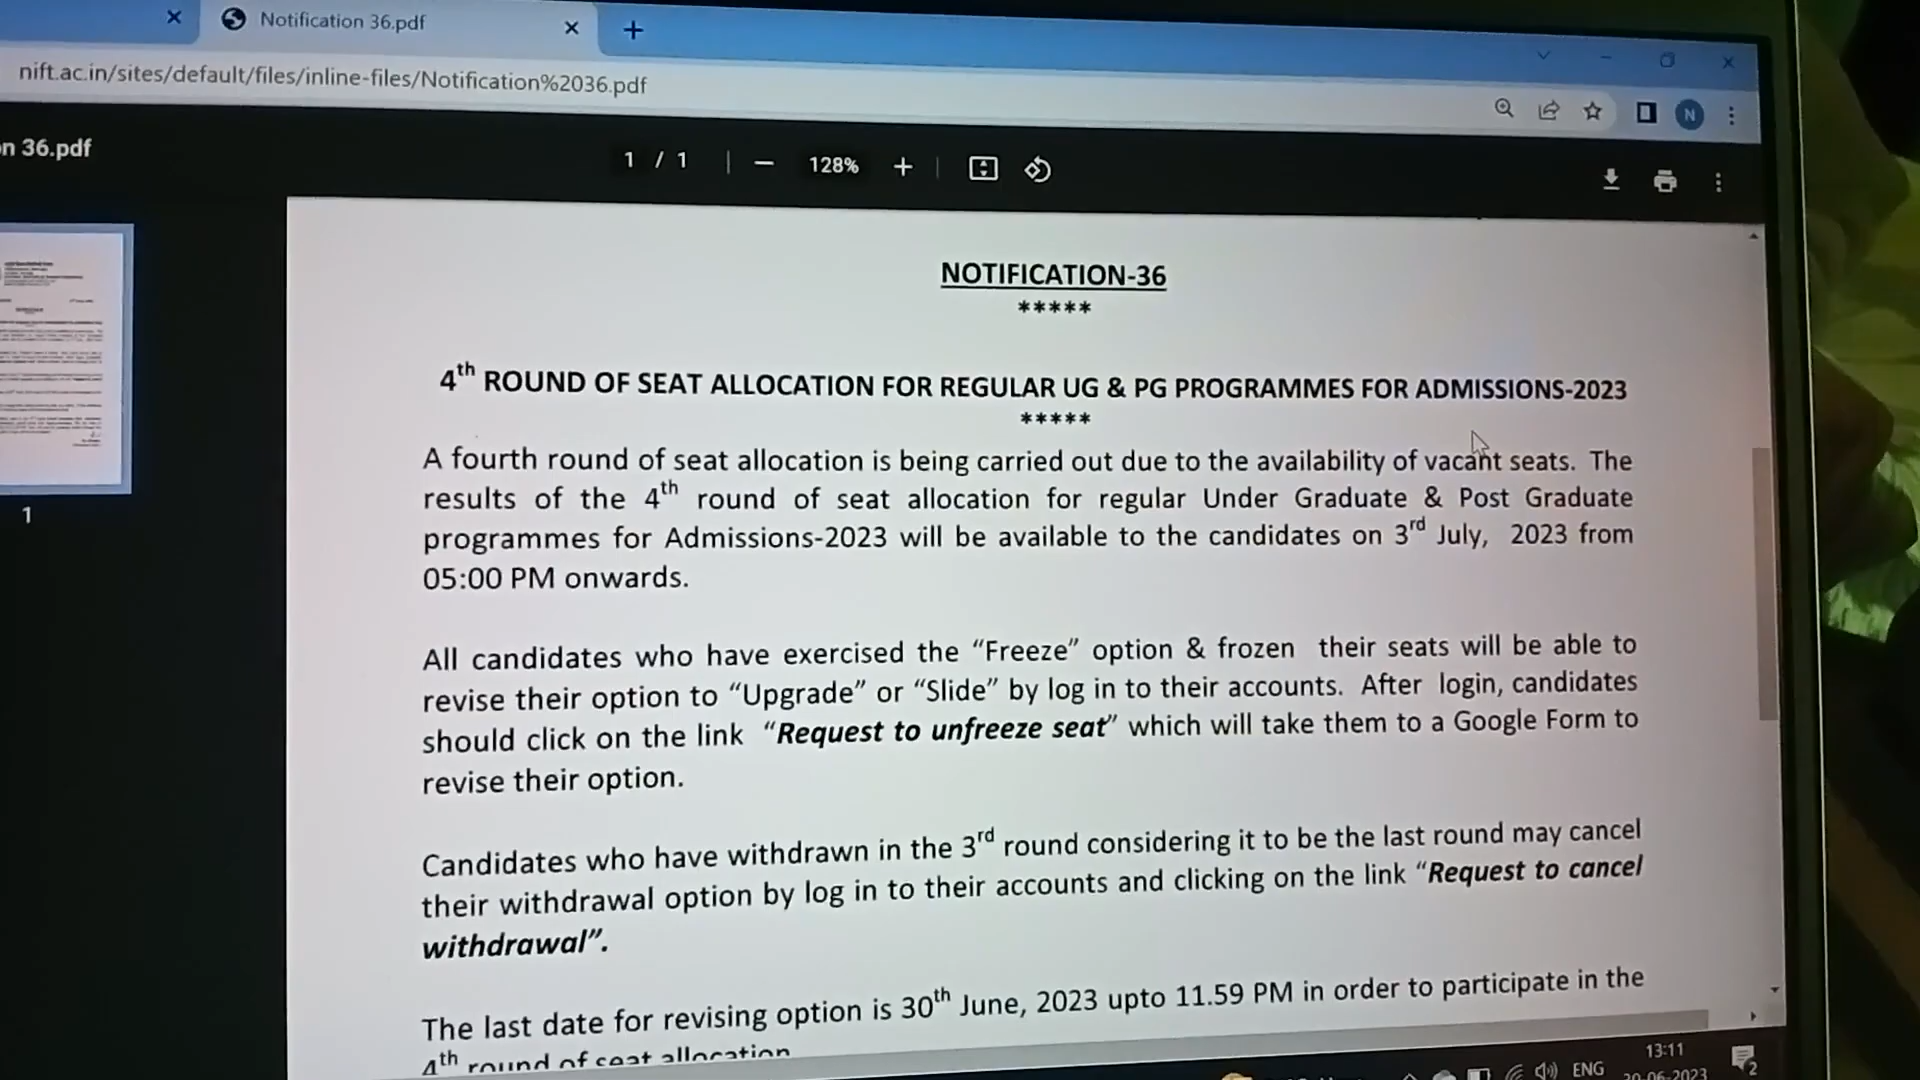 Notification 36.pdf
nift.ac.in/sites/default/files/inline-files/Notification%2036.pdf
N
n 36.pdf
1 / 1
128%
NOTIFICATION-36
*****
4th ROUND OF SEAT ALLOCATION FOR REGULAR UG & PG PROGRAMMES FOR ADMISSIONS-2023
*****
A fourth round of seat allocation is being carried out due to the availability of vacant seats. The
results of the 4th round of seat allocation for regular Under Graduate & Post Graduate
programmes for Admissions-2023 will be available to the candidates on 3rd July, 2023 from
05:00 PM onwards.
All candidates who have exercised the “Freeze” option & frozen their seats will be able to
revise their option to “Upgrade” or “Slide” by log in to their accounts. After login, candidates
should click on the link “Request to unfreeze seat” which will take them to a Google Form to
revise their option.
Candidates who have withdrawn in the 3rd round considering it to be the last round may cancel
their withdrawal option by log in to their accounts and clicking on the link “Request to cancel
withdrawal”.
The last date for revising option is 30th June, 2023 upto 11.59 PM in order to participate in the
4th round of seat allocation
1
ENG
13:11
2